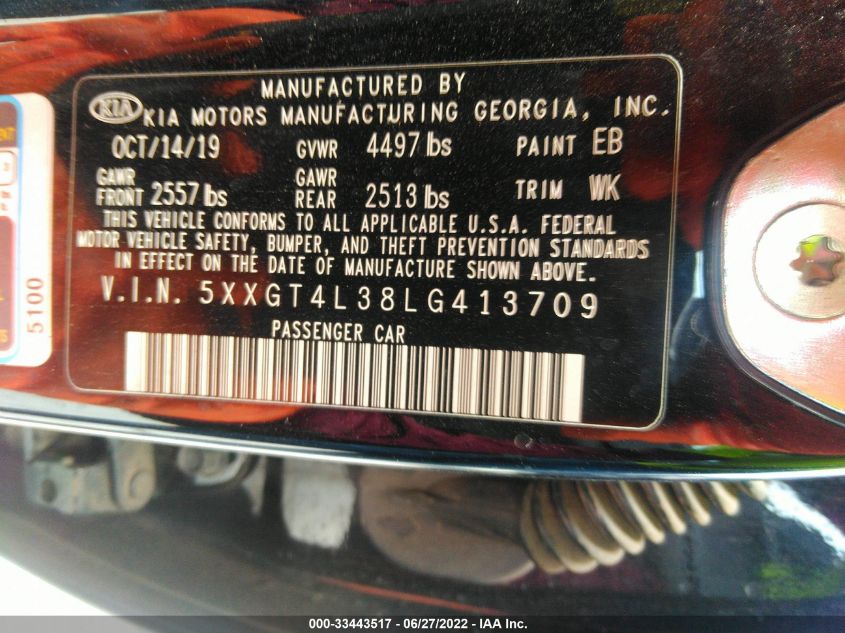 MANUFACTURED BY
KIA KIA MOTORS MANUFACTURING GEORGIA, INC.
OCT/14/19 GVWR 4497 lbs PAINT EB
GAWR FRONT 2557 lbs GAWR REAR 2513 lbs TRIM WK
THIS VEHICLE CONFORMS TO ALL APPLICABLE U.S.A. FEDERAL
MOTOR VEHICLE SAFETY, BUMPER, AND THEFT PREVENTION STANDARDS
IN EFFECT ON THE DATE OF MANUFACTURE SHOWN ABOVE.
V.I.N. 5XXGT4L38LG413709
PASSENGER CAR
5100
000-33443517 - 06/27/2022 - IAA Inc.